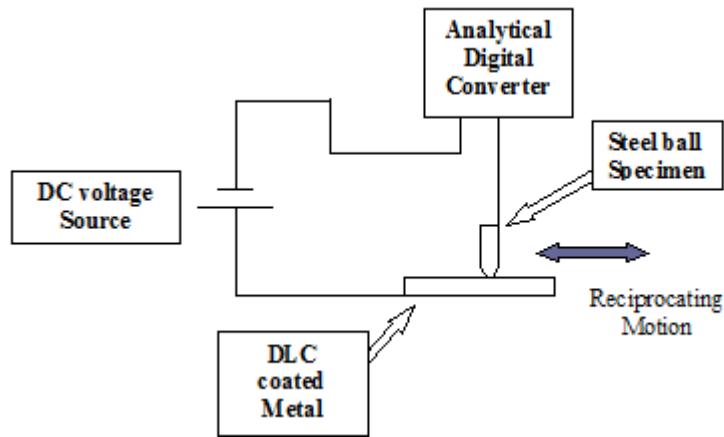 Analytical
Digital
Converter
Steel ball
Specimen
DC voltage
Source
Reciprocating
Motion
DLC
coated
Metal